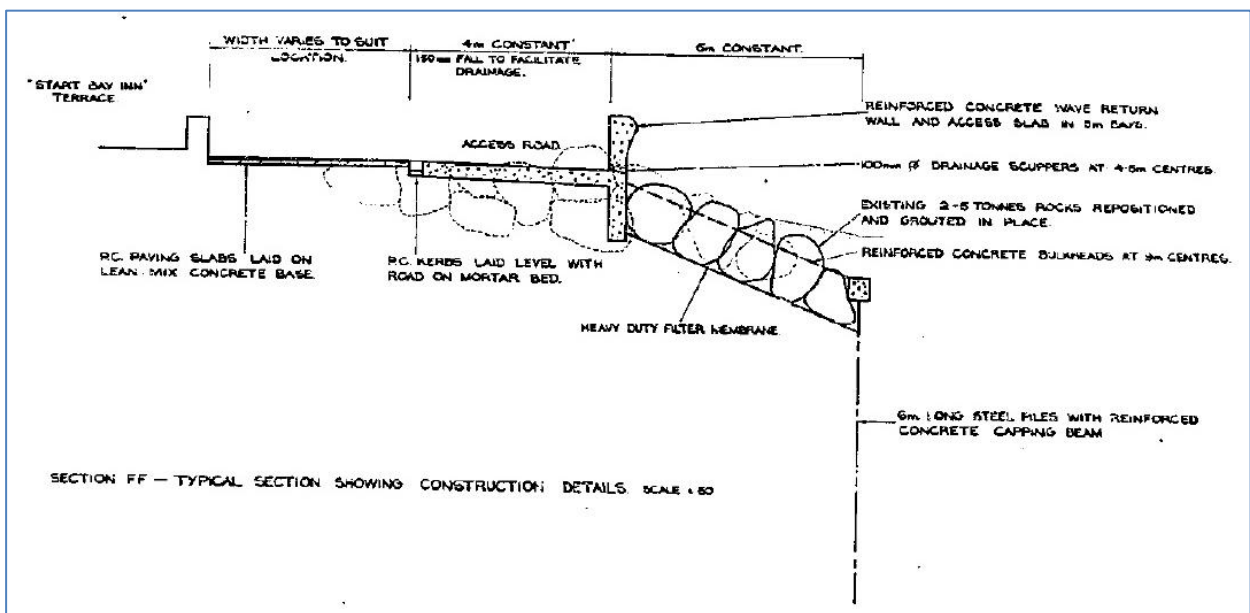 WIDTH VARIES TO SUIT
LOCATION.
4m CONSTANT
150mm FALL TO FACILITATE
DRAINAGE.
6m CONSTANT.
"START BAY INN"
TERRACE
ACCESS ROAD
REINFORCED CONCRETE WAVE RETURN
WALL AND ACCESS SLAB IN 5m BAYS.
100mm Ø DRAINAGE SCUPPERS AT 4·5m CENTRES.
EXISTING 2-5 TONNES ROCKS REPOSITIONED
AND GROUTED IN PLACE.
REINFORCED CONCRETE BULKHEADS AT 9m CENTRES.
P.C. PAVING SLABS LAID ON
LEAN MIX CONCRETE BASE.
P.C. KERBS LAID LEVEL WITH
ROAD ON MORTAR BED.
HEAVY DUTY FILTER MEMBRANE
6m LONG STEEL PILES WITH REINFORCED
CONCRETE CAPPING BEAM
SECTION FF — TYPICAL SECTION SHOWING CONSTRUCTION DETAILS. SCALE 1:50